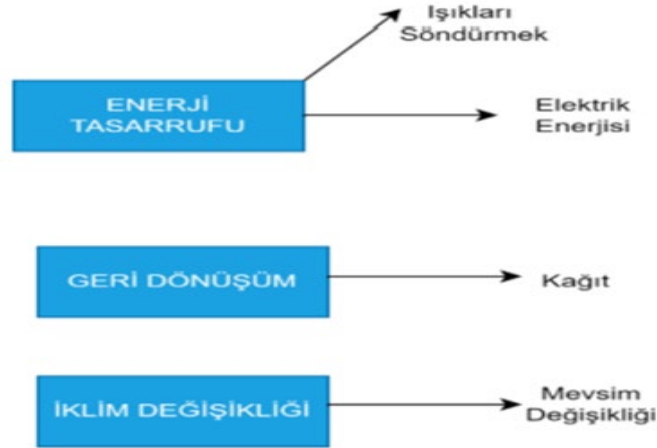 Işıkları
Söndürmek
ENERJİ
TASARRUFU
Elektrik
Enerjisi
GERİ DÖNÜŞÜM
Kağıt
İKLİM DEĞİŞİKLİĞİ
Mevsim
Değişikliği